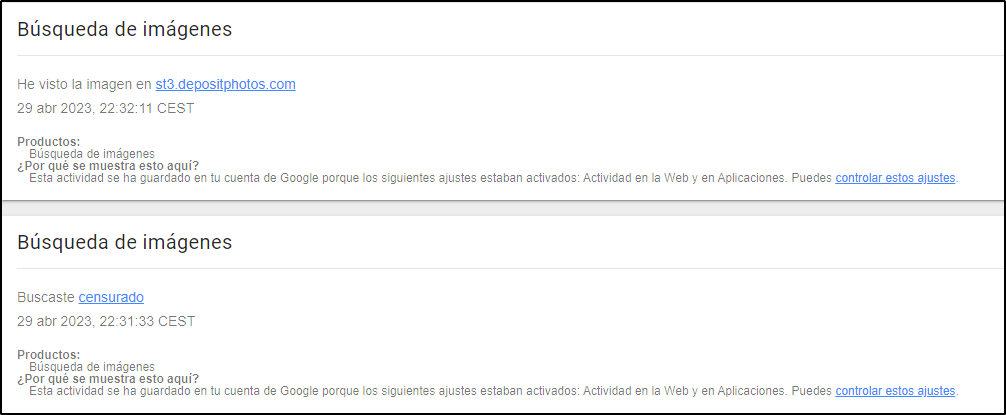 Búsqueda de imágenes
He visto la imagen en st3.depositphotos.com
29 abr 2023, 22:32:11 CEST
Productos:
Búsqueda de imágenes
¿Por qué se muestra esto aquí?
Esta actividad se ha guardado en tu cuenta de Google porque los siguientes ajustes estaban activados: Actividad en la Web y en Aplicaciones. Puedes controlar estos ajustes.
Búsqueda de imágenes
Buscaste censurado
29 abr 2023, 22:31:33 CEST
Productos:
Búsqueda de imágenes
¿Por qué se muestra esto aquí?
Esta actividad se ha guardado en tu cuenta de Google porque los siguientes ajustes estaban activados: Actividad en la Web y en Aplicaciones. Puedes controlar estos ajustes.